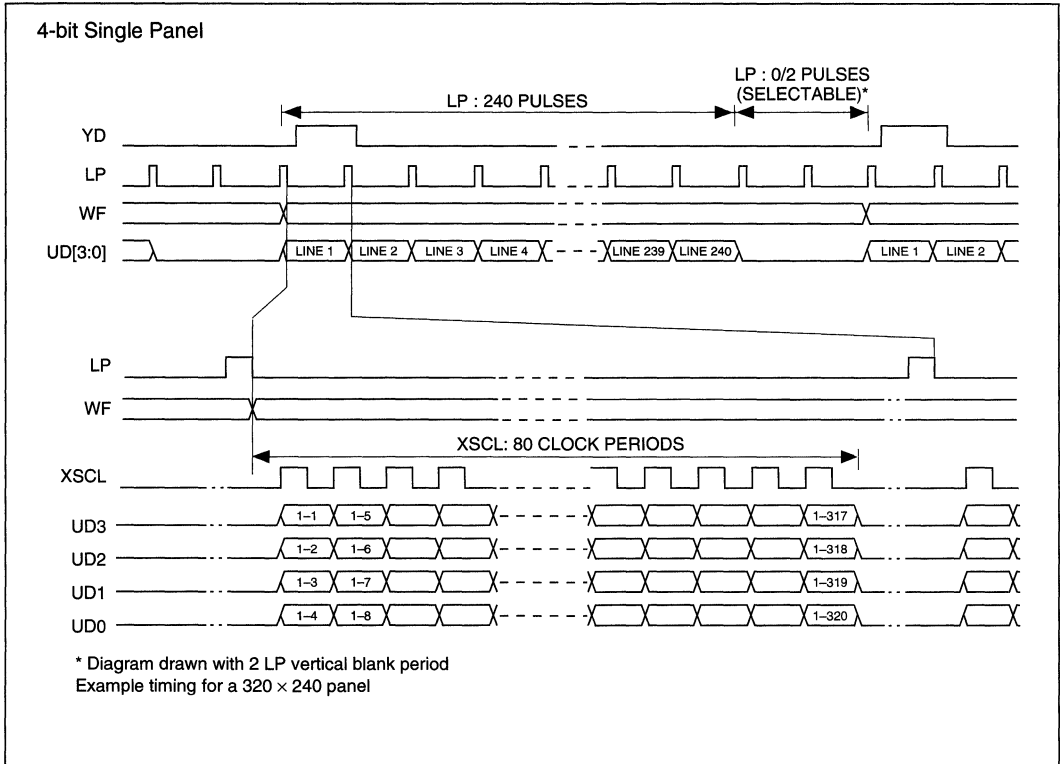 4-bit Single Panel
LP : 0/2 PULSES
(SELECTABLE)*
LP : 240 PULSES
YD
LP
WF
UD[3:0] LINE 1 LINE 2 LINE 3 LINE 4 LINE 239 LINE 240 LINE 1 LINE 2
LP
WF
XSCL: 80 CLOCK PERIODS
XSCL
UD3 1–1 1–5 1–317
UD2 1–2 1–6 1–318
UD1 1–3 1–7 1–319
UD0 1–4 1–8 1–320
* Diagram drawn with 2 LP vertical blank period
Example timing for a 320 × 240 panel